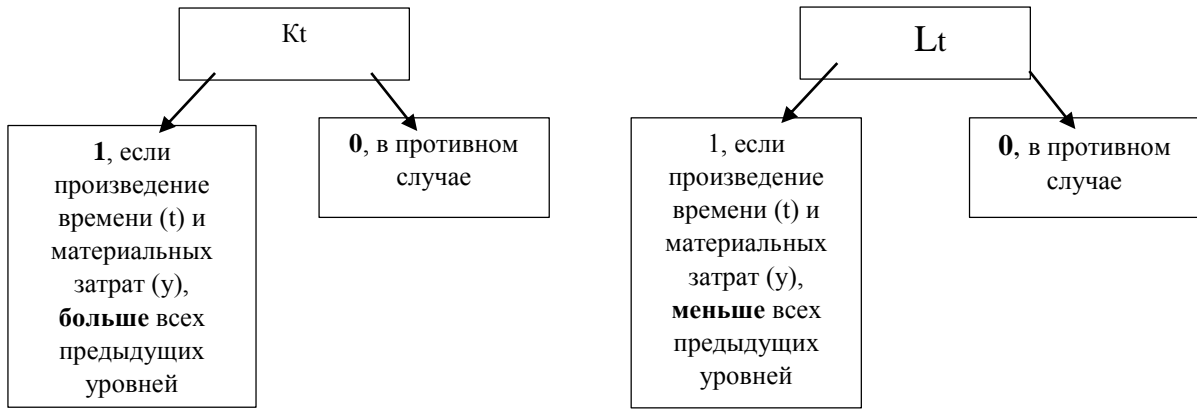 Kt
1, если
произведение
времени (t) и
материальных
затрат (у),
больше всех
предыдущих
уровней
0, в противном
случае
Lt
1, если
произведение
времени (t) и
материальных
затрат (у),
меньше всех
предыдущих
уровней
0, в противном
случае